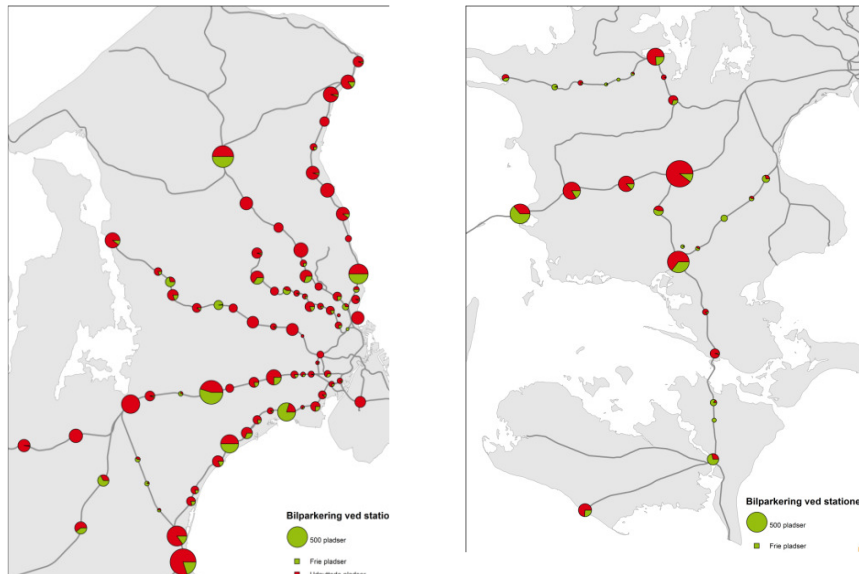 Bilparkering ved statio
500 pladser
Frie pladser
Bilparkering ved statione
500 pladser
Frie pladser